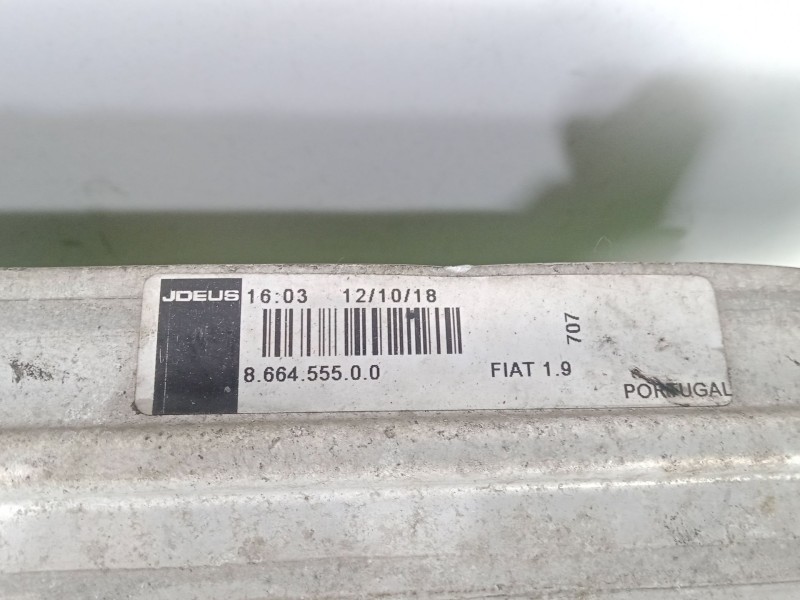 JDEUS 16:03 12/10/18
707
8.664.555.0.0 FIAT 1.9
PORTUGAL